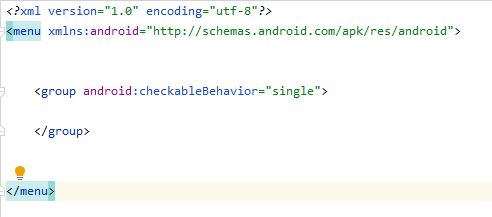 <?xml version="1.0" encoding="utf-8"?>
<menu xmlns:android="http://schemas.android.com/apk/res/android">
<group android:checkableBehavior="single">
</group>
</menu>